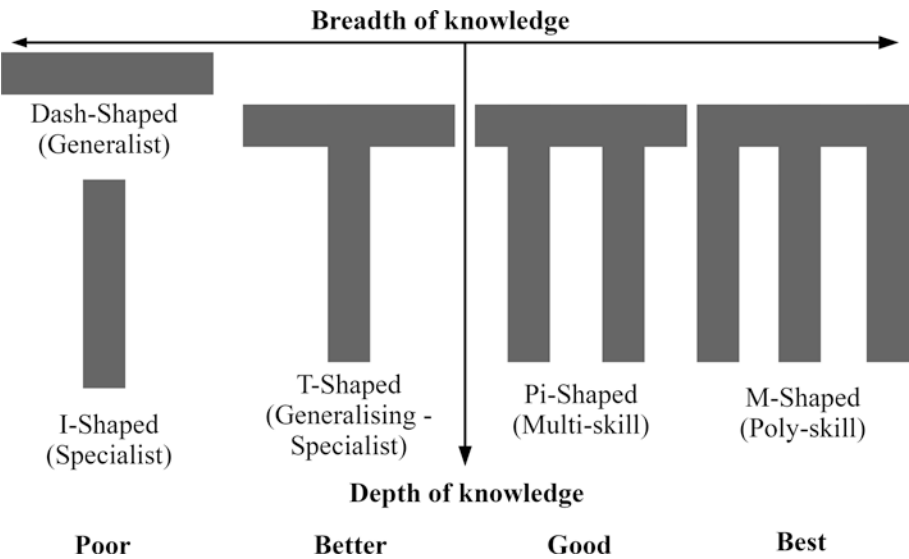 Breadth of knowledge
Dash-Shaped
(Generalist)
I-Shaped
(Specialist)
T-Shaped
(Generalising -
Specialist)
Pi-Shaped
(Multi-skill)
M-Shaped
(Poly-skill)
Depth of knowledge
Poor
Better
Good
Best